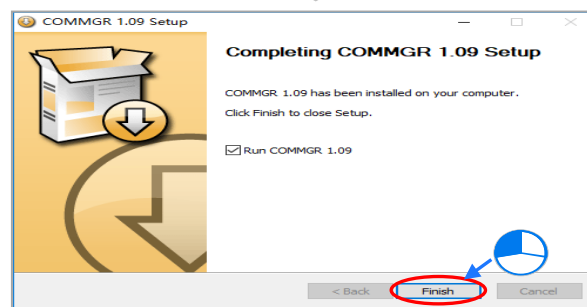 COMMGR 1.09 Setup
Completing COMMGR 1.09 Setup
COMMGR 1.09 has been installed on your computer.
Click Finish to close Setup.
Run COMMGR 1.09
< Back Finish Cancel